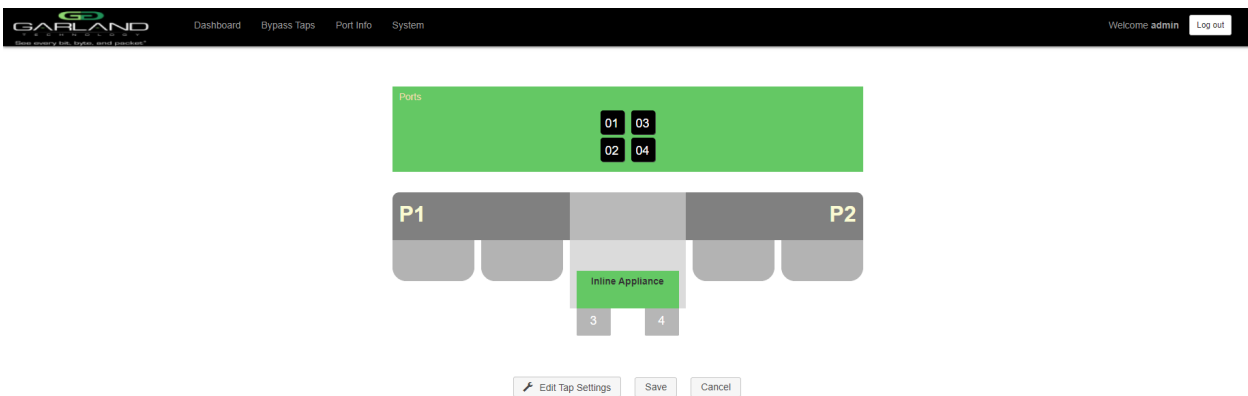 GARLAND
TECHNOLOGY
See every bit, byte, and packet®
Dashboard Bypass Taps Port Info System
Welcome admin Log out
Ports
01 03
02 04
P1 P2
Inline Appliance
3 4
Edit Tap Settings Save Cancel